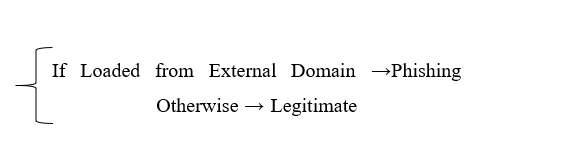 If Loaded from External Domain →Phishing
Otherwise → Legitimate